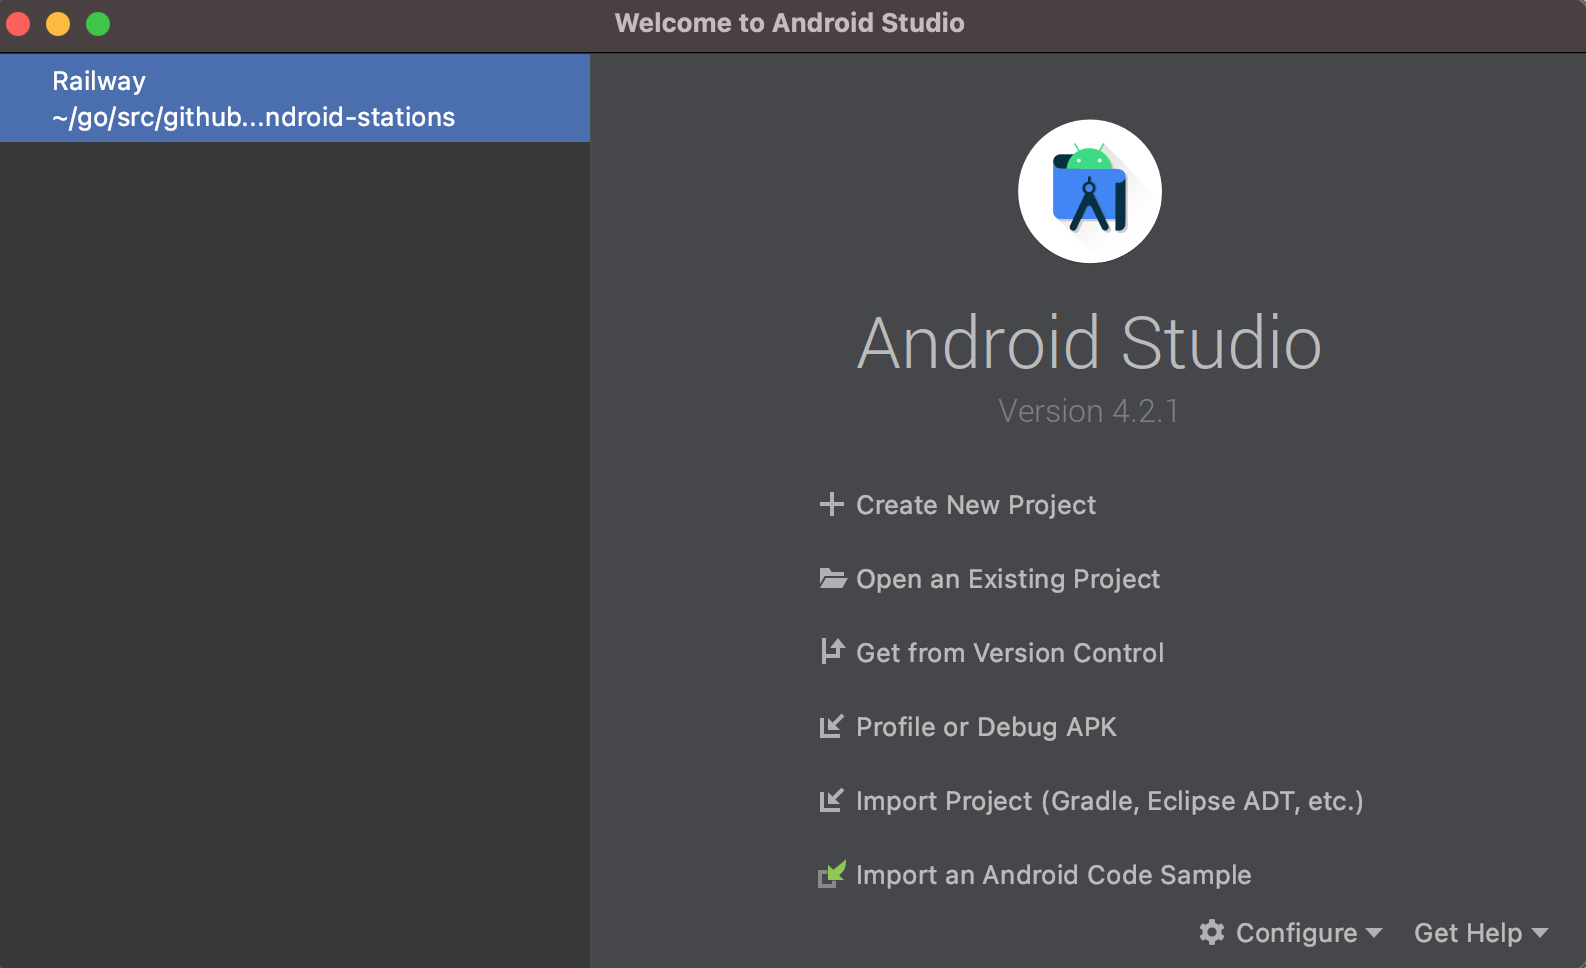 Welcome to Android Studio
Railway
~/go/src/github...ndroid-stations
Android Studio
Version 4.2.1
Create New Project
Open an Existing Project
Get from Version Control
Profile or Debug APK
Import Project (Gradle, Eclipse ADT, etc.)
Import an Android Code Sample
Configure
Get Help